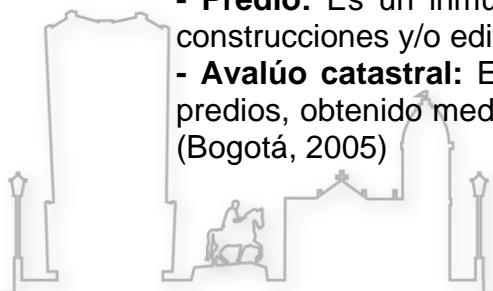 - Predio: Es un inmu
construcciones y/o edi
- Avalúo catastral: E
predios, obtenido med
(Bogotá, 2005)